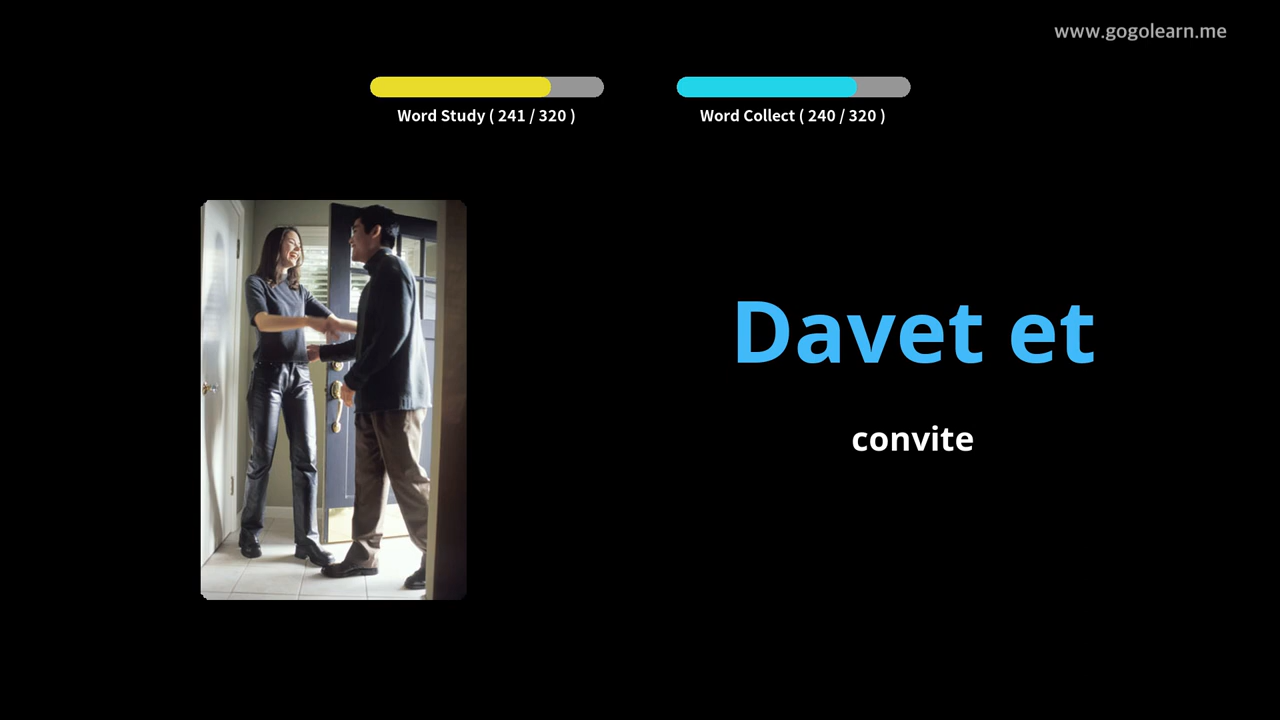 www.gogolearn.me
Word Study ( 241 / 320 )
Word Collect ( 240 / 320 )
Davet et
convite